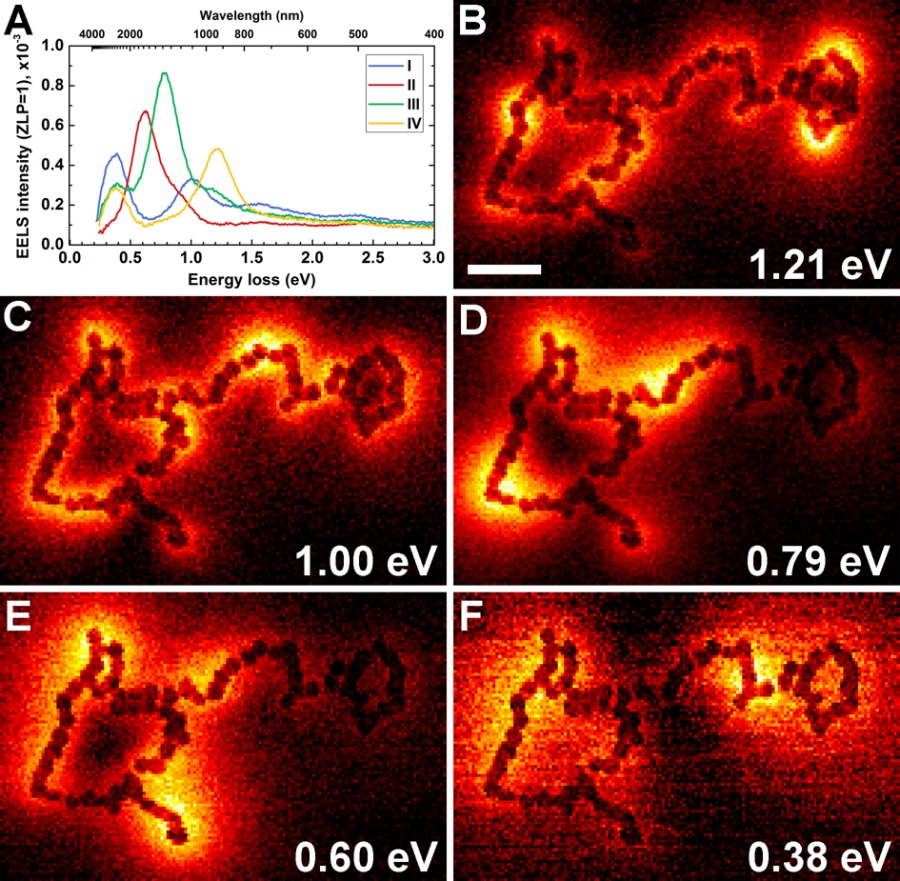 A
Wavelength (nm)
4000 2000 1000 800 600 500 400
EELS intensity (ZLP=1), x10⁻³
1.0
0.8
0.6
0.4
0.2
0.0
I
II
III
IV
0.0 0.5 1.0 1.5 2.0 2.5 3.0
Energy loss (eV)
B
1.21 eV
C
1.00 eV
D
0.79 eV
E
0.60 eV
F
0.38 eV